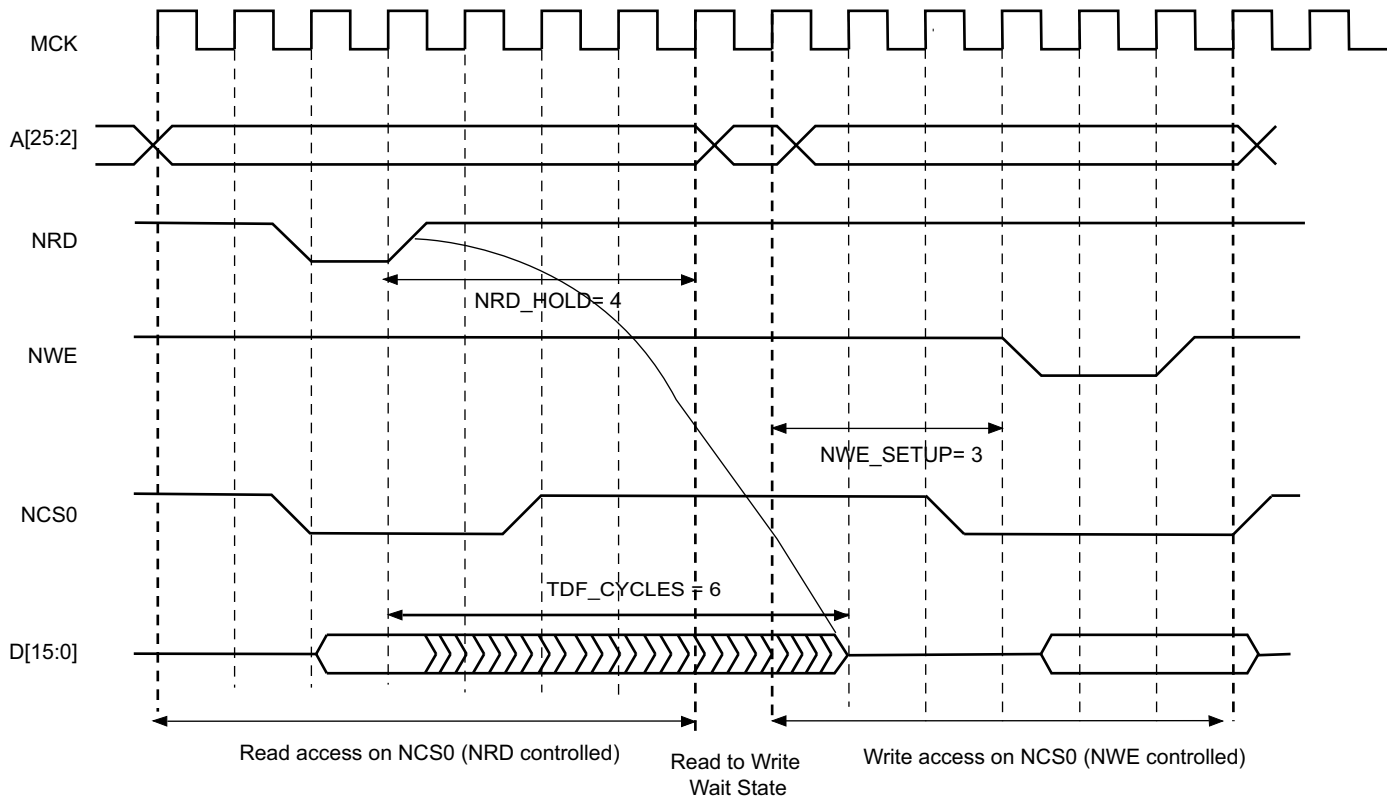 MCK
A[25:2]
NRD
NRD_HOLD= 4
NWE
NWE_SETUP= 3
NCS0
TDF_CYCLES = 6
D[15:0]
Read access on NCS0 (NRD controlled)
Read to Write
Wait State
Write access on NCS0 (NWE controlled)